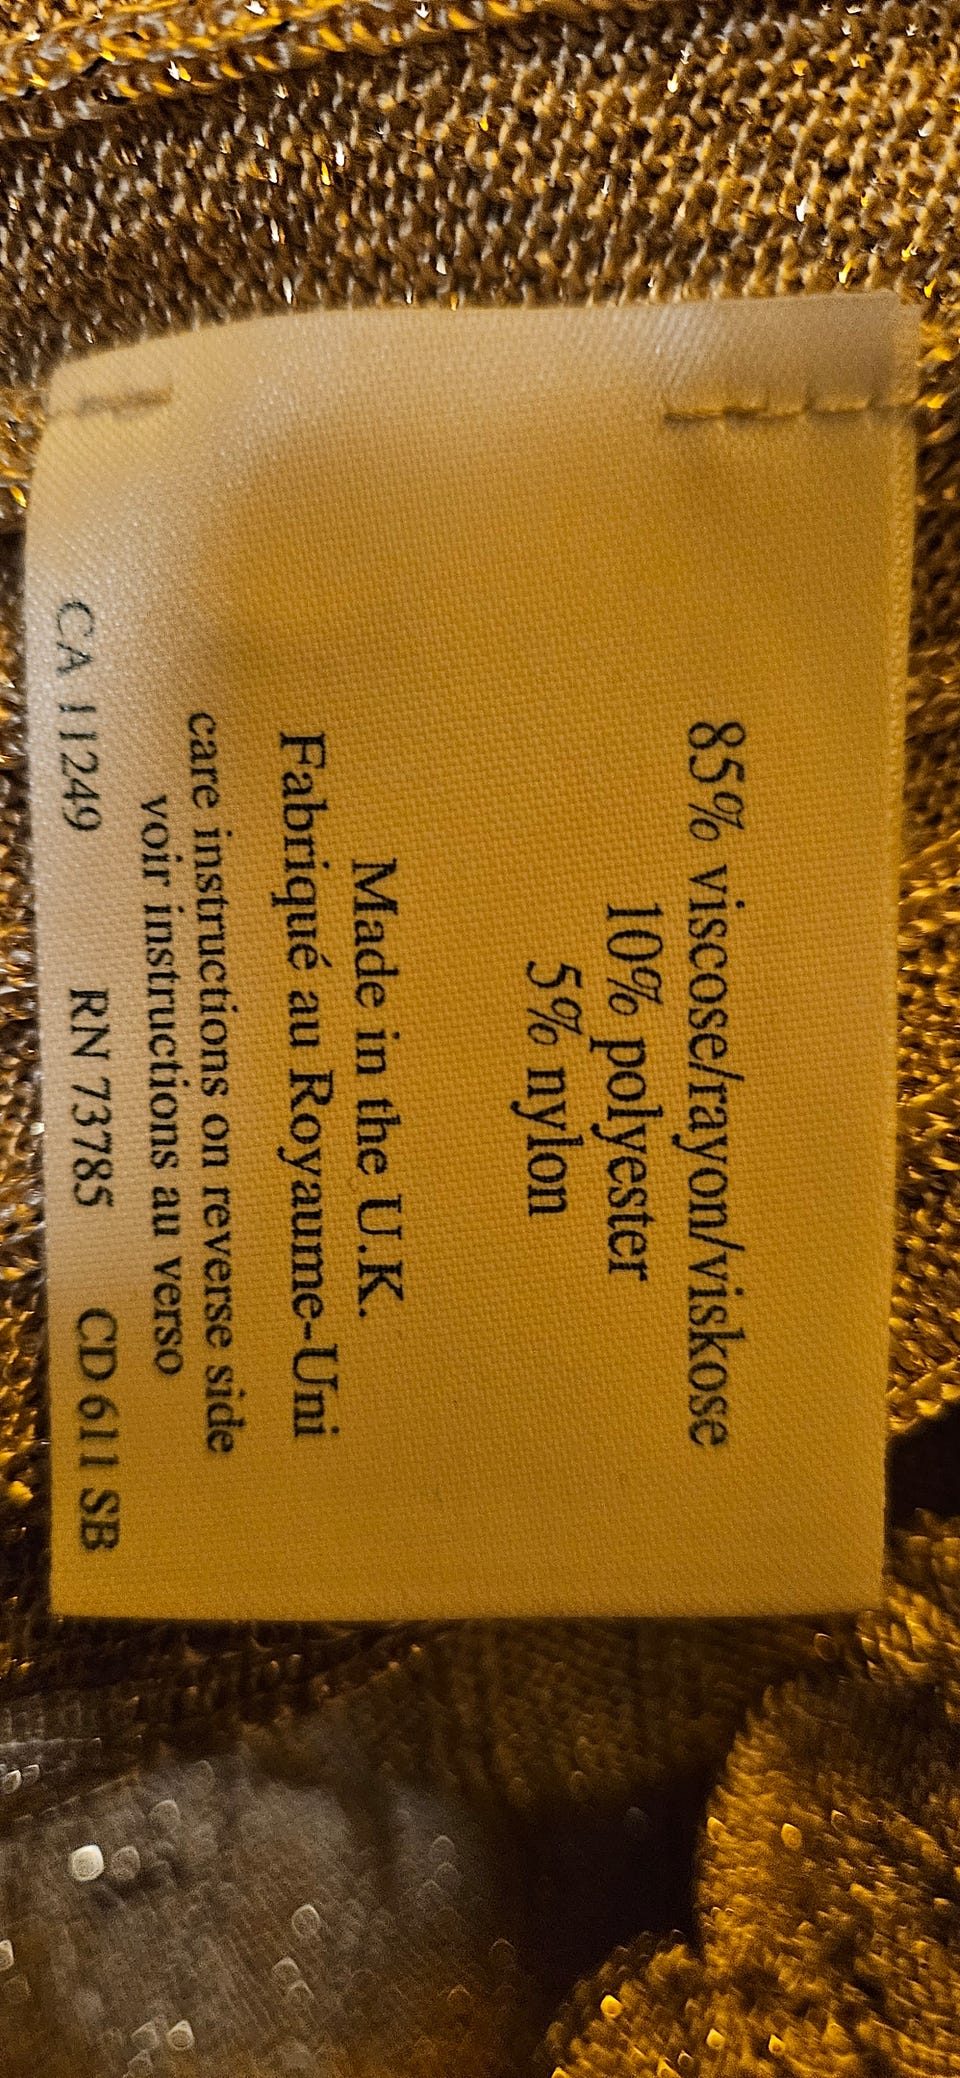 85% viscose/rayon/viskose
10% polyester
5% nylon
Made in the U.K.
Fabriqué au Royaume-Uni
care instructions on reverse side
voir instructions au verso
CA 11249 RN 73785 CD 611 SB